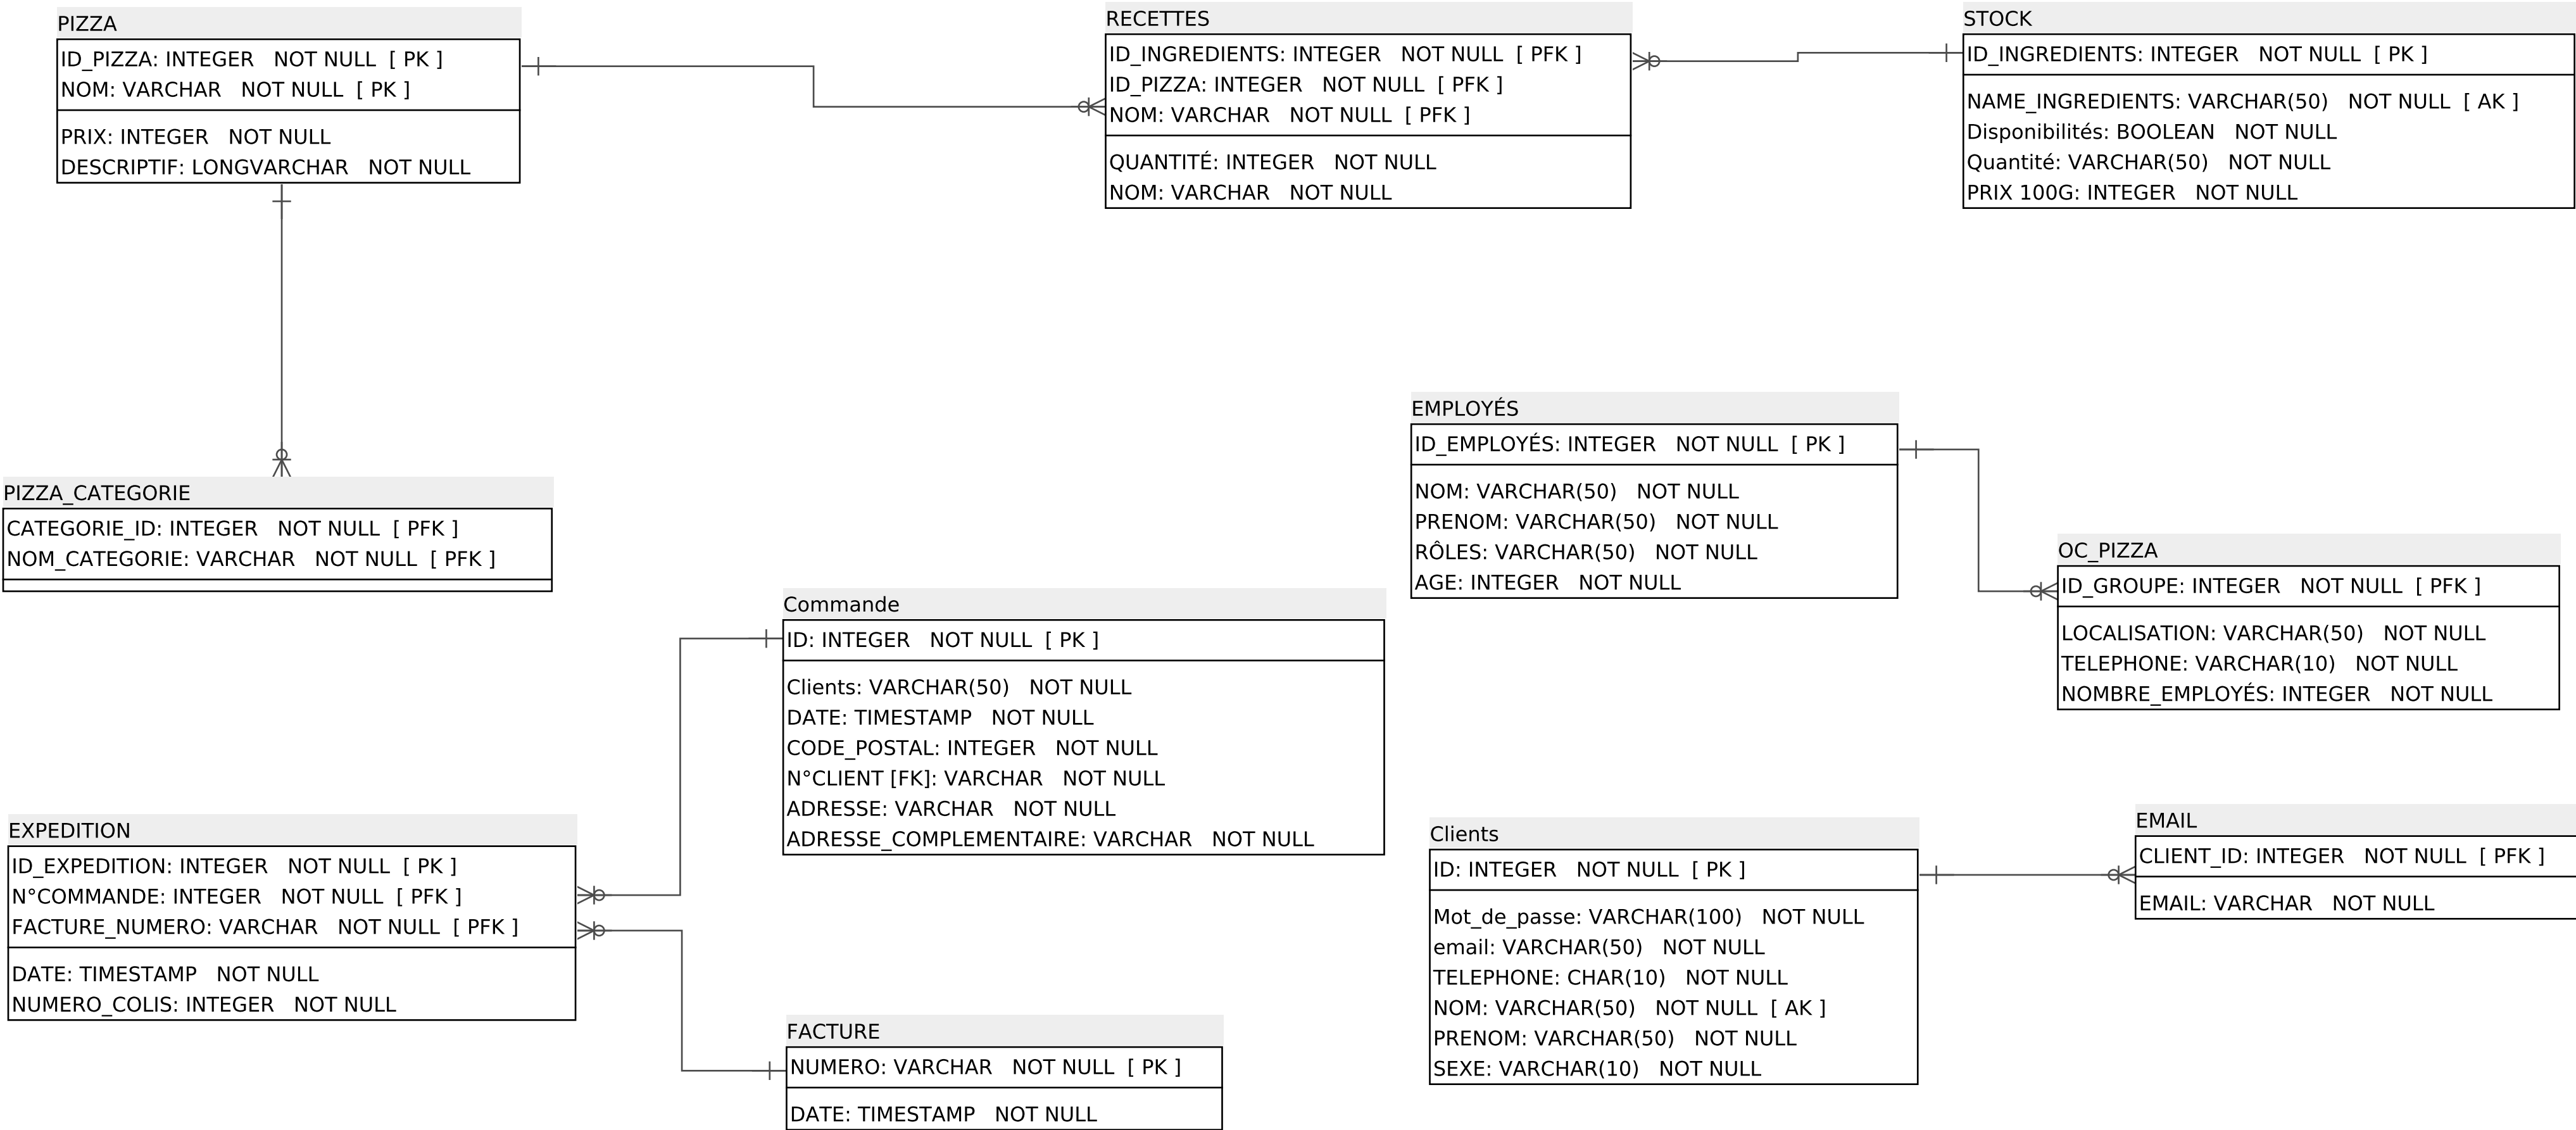 PIZZA
ID_PIZZA: INTEGER NOT NULL [ PK ]
NOM: VARCHAR NOT NULL [ PK ]
PRIX: INTEGER NOT NULL
DESCRIPTIF: LONGVARCHAR NOT NULL
RECETTES
ID_INGREDIENTS: INTEGER NOT NULL [ PFK ]
ID_PIZZA: INTEGER NOT NULL [ PFK ]
NOM: VARCHAR NOT NULL [ PFK ]
QUANTITÉ: INTEGER NOT NULL
NOM: VARCHAR NOT NULL
STOCK
ID_INGREDIENTS: INTEGER NOT NULL [ PK ]
NAME_INGREDIENTS: VARCHAR(50) NOT NULL [ AK ]
Disponibilités: BOOLEAN NOT NULL
Quantité: VARCHAR(50) NOT NULL
PRIX 100G: INTEGER NOT NULL
PIZZA_CATEGORIE
CATEGORIE_ID: INTEGER NOT NULL [ PFK ]
NOM_CATEGORIE: VARCHAR NOT NULL [ PFK ]
EMPLOYÉS
ID_EMPLOYÉS: INTEGER NOT NULL [ PK ]
NOM: VARCHAR(50) NOT NULL
PRENOM: VARCHAR(50) NOT NULL
RÔLES: VARCHAR(50) NOT NULL
AGE: INTEGER NOT NULL
OC_PIZZA
ID_GROUPE: INTEGER NOT NULL [ PFK ]
LOCALISATION: VARCHAR(50) NOT NULL
TELEPHONE: VARCHAR(10) NOT NULL
NOMBRE_EMPLOYÉS: INTEGER NOT NULL
Commande
ID: INTEGER NOT NULL [ PK ]
Clients: VARCHAR(50) NOT NULL
DATE: TIMESTAMP NOT NULL
CODE_POSTAL: INTEGER NOT NULL
N°CLIENT [FK]: VARCHAR NOT NULL
ADRESSE: VARCHAR NOT NULL
ADRESSE_COMPLEMENTAIRE: VARCHAR NOT NULL
EXPEDITION
ID_EXPEDITION: INTEGER NOT NULL [ PK ]
N°COMMANDE: INTEGER NOT NULL [ PFK ]
FACTURE_NUMERO: VARCHAR NOT NULL [ PFK ]
DATE: TIMESTAMP NOT NULL
NUMERO_COLIS: INTEGER NOT NULL
FACTURE
NUMERO: VARCHAR NOT NULL [ PK ]
DATE: TIMESTAMP NOT NULL
Clients
ID: INTEGER NOT NULL [ PK ]
Mot_de_passe: VARCHAR(100) NOT NULL
email: VARCHAR(50) NOT NULL
TELEPHONE: CHAR(10) NOT NULL
NOM: VARCHAR(50) NOT NULL [ AK ]
PRENOM: VARCHAR(50) NOT NULL
SEXE: VARCHAR(10) NOT NULL
EMAIL
CLIENT_ID: INTEGER NOT NULL [ PFK ]
EMAIL: VARCHAR NOT NULL